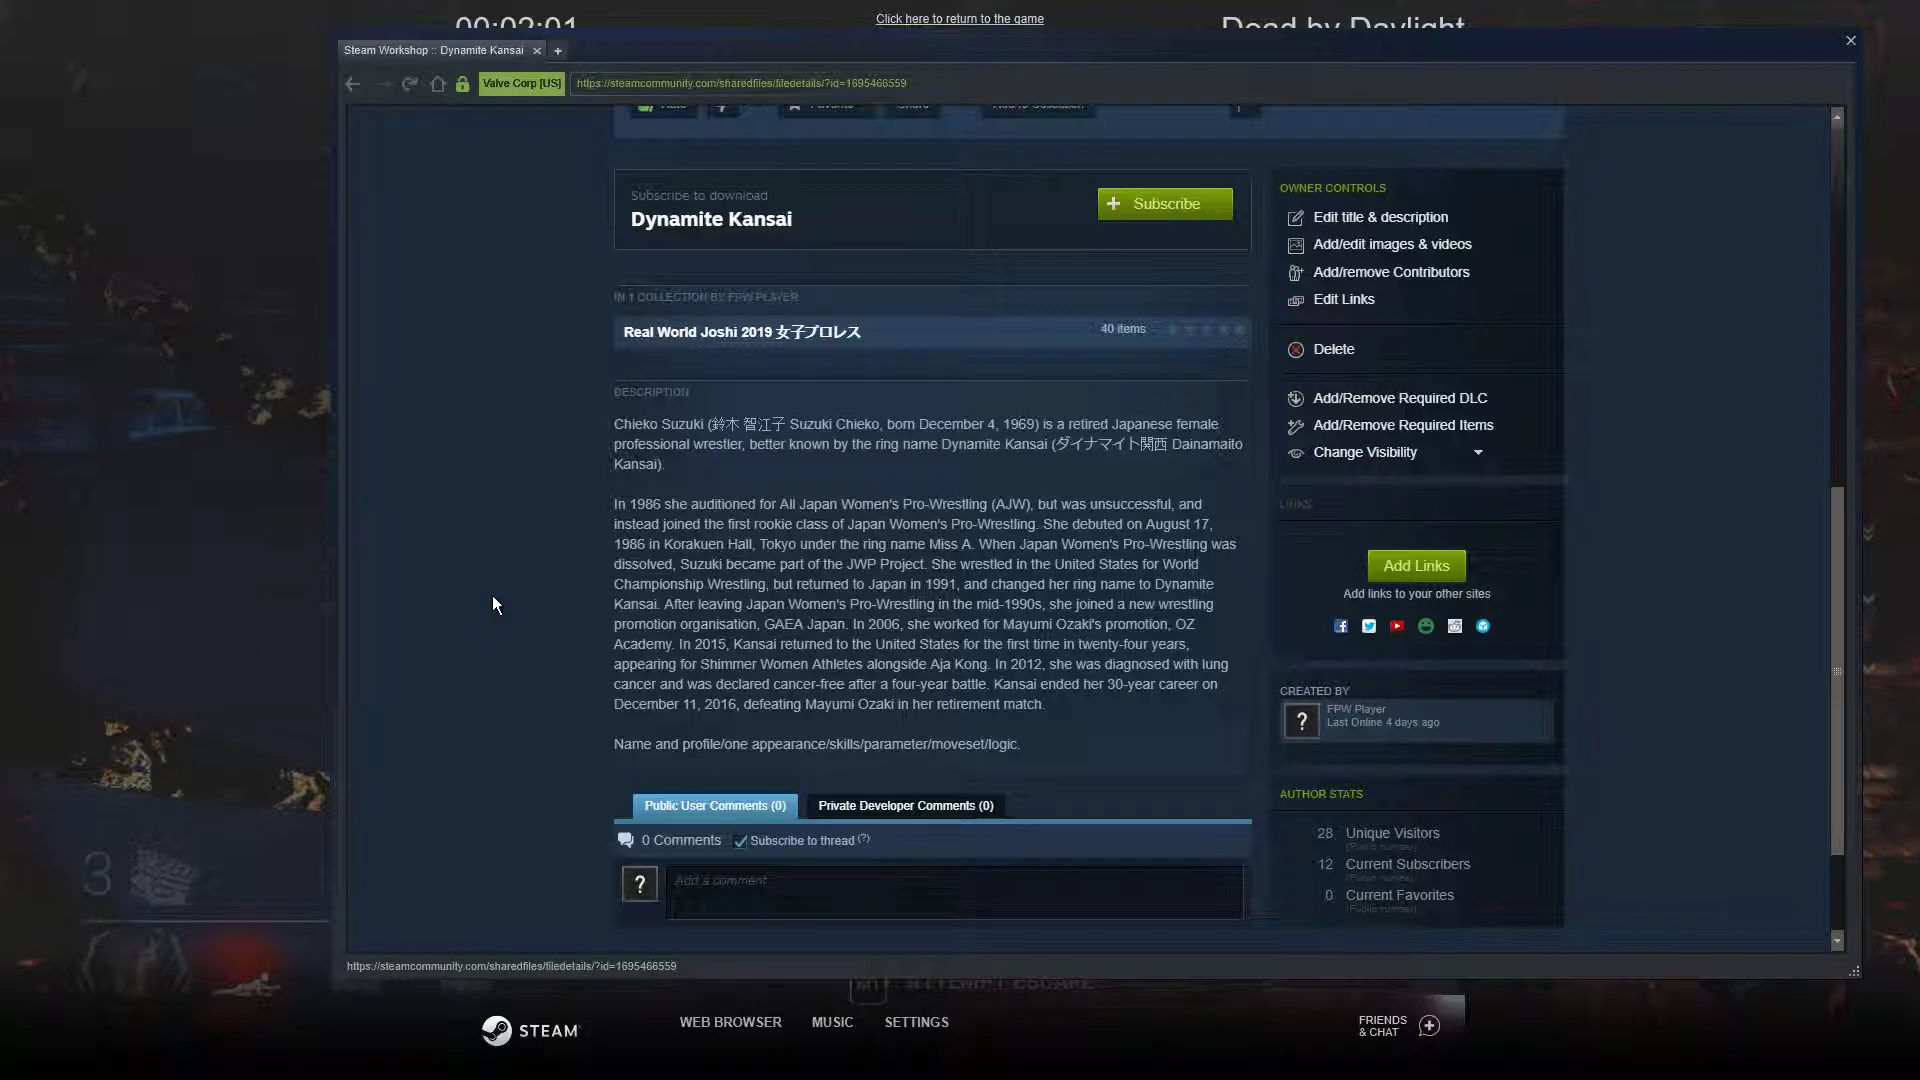 00:02:01
Click here to return to the game
Dead by Daylight
Steam Workshop :: Dynamite Kansai
Valve Corp [US]
https://steamcommunity.com/sharedfiles/filedetails/?id=1695466559
Subscribe to download
Dynamite Kansai
Subscribe
IN 1 COLLECTION BY FPW PLAYER
Real World Joshi 2019 女子プロレス
40 items
DESCRIPTION
Chieko Suzuki (鈴木 智江子 Suzuki Chieko, born December 4, 1969) is a retired Japanese female
professional wrestler, better known by the ring name Dynamite Kansai (ダイナマイト関西 Dainamaito
Kansai).
In 1986 she auditioned for All Japan Women's Pro-Wrestling (AJW), but was unsuccessful, and
instead joined the first rookie class of Japan Women's Pro-Wrestling. She debuted on August 17,
1986 in Korakuen Hall, Tokyo under the ring name Miss A. When Japan Women's Pro-Wrestling was
dissolved, Suzuki became part of the JWP Project. She wrestled in the United States for World
Championship Wrestling, but returned to Japan in 1991, and changed her ring name to Dynamite
Kansai. After leaving Japan Women's Pro-Wrestling in the mid-1990s, she joined a new wrestling
promotion organisation, GAEA Japan. In 2006, she worked for Mayumi Ozaki's promotion, OZ
Academy. In 2015, Kansai returned to the United States for the first time in twenty-four years,
appearing for Shimmer Women Athletes alongside Aja Kong. In 2012, she was diagnosed with lung
cancer and was declared cancer-free after a four-year battle. Kansai ended her 30-year career on
December 11, 2016, defeating Mayumi Ozaki in her retirement match.
Name and profile/one appearance/skills/parameter/moveset/logic.
Public User Comments (0)
Private Developer Comments (0)
0 Comments
Subscribe to thread (?)
Add a comment
OWNER CONTROLS
Edit title & description
Add/edit images & videos
Add/remove Contributors
Edit Links
Delete
Add/Remove Required DLC
Add/Remove Required Items
Change Visibility
LINKS
Add Links
Add links to your other sites
CREATED BY
FPW Player
Last Online 4 days ago
AUTHOR STATS
28 Unique Visitors
(Public number)
12 Current Subscribers
(Public number)
0 Current Favorites
(Public number)
https://steamcommunity.com/sharedfiles/filedetails/?id=1695466559
3
ATTEMPT ESCAPE
STEAM
WEB BROWSER
MUSIC
SETTINGS
FRIENDS
& CHAT